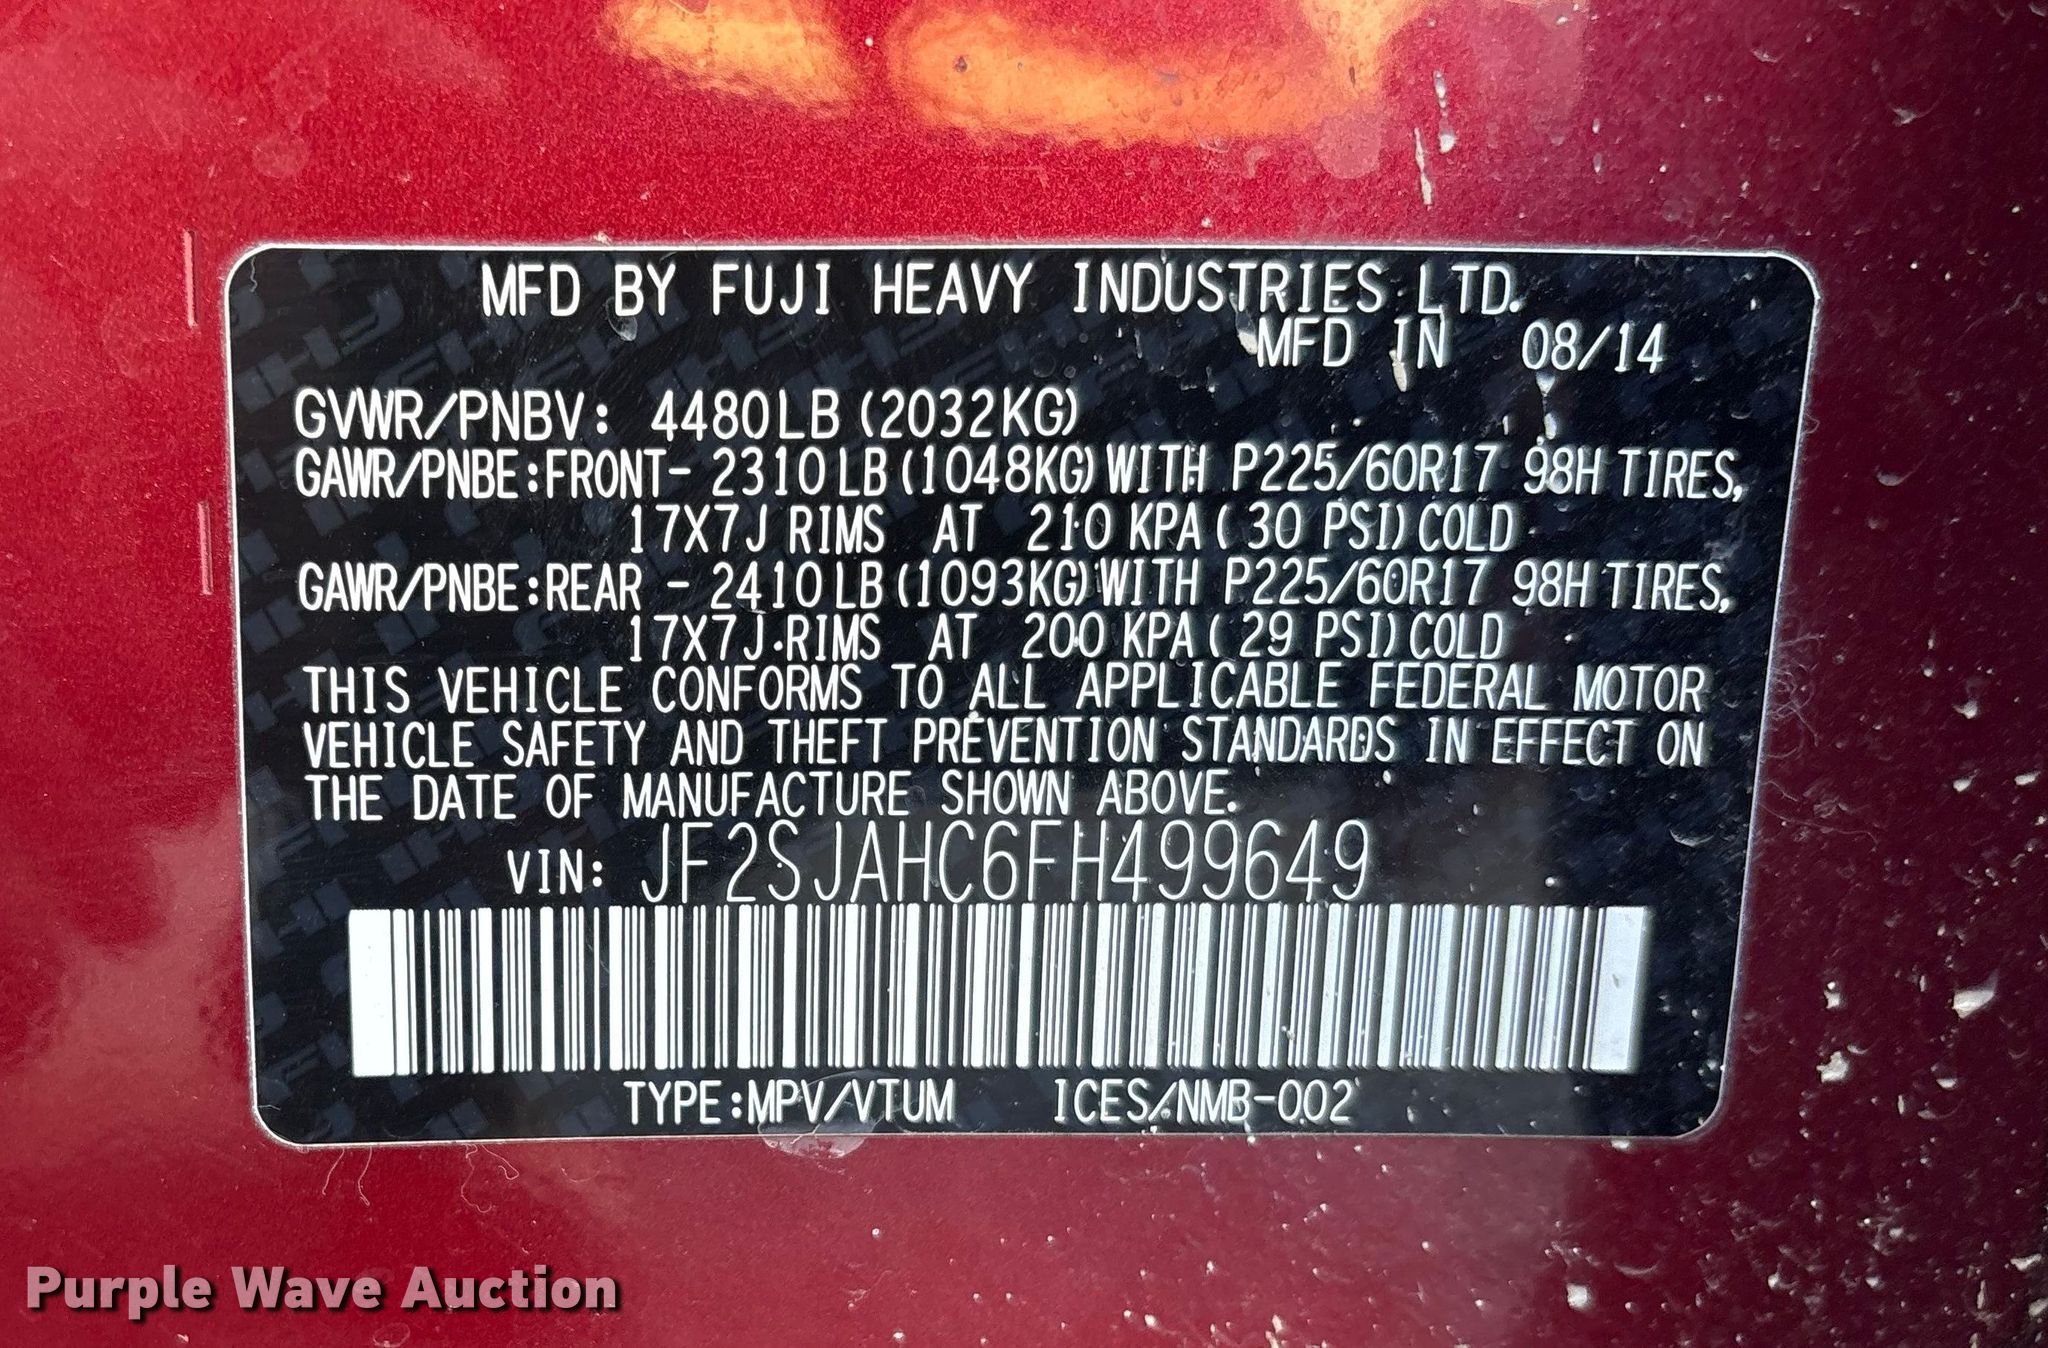 MFD BY FUJI HEAVY INDUSTRIES LTD.
MFD IN 08/14
GVWR/PNBV: 4480LB (2032KG)
GAWR/PNBE:FRONT- 2310LB (1048KG) WITH P225/60R17 98H TIRES,
17X7J RIMS AT 210 KPA ( 30 PSI) COLD
GAWR/PNBE:REAR - 2410LB (1093KG) WITH P225/60R17 98H TIRES,
17X7J RIMS AT 200 KPA ( 29 PSI) COLD
THIS VEHICLE CONFORMS TO ALL APPLICABLE FEDERAL MOTOR
VEHICLE SAFETY AND THEFT PREVENTION STANDARDS IN EFFECT ON
THE DATE OF MANUFACTURE SHOWN ABOVE.
VIN: JF2SJAHC6FH499649
TYPE:MPV/VTUM ICES/NMB-002
Purple Wave Auction